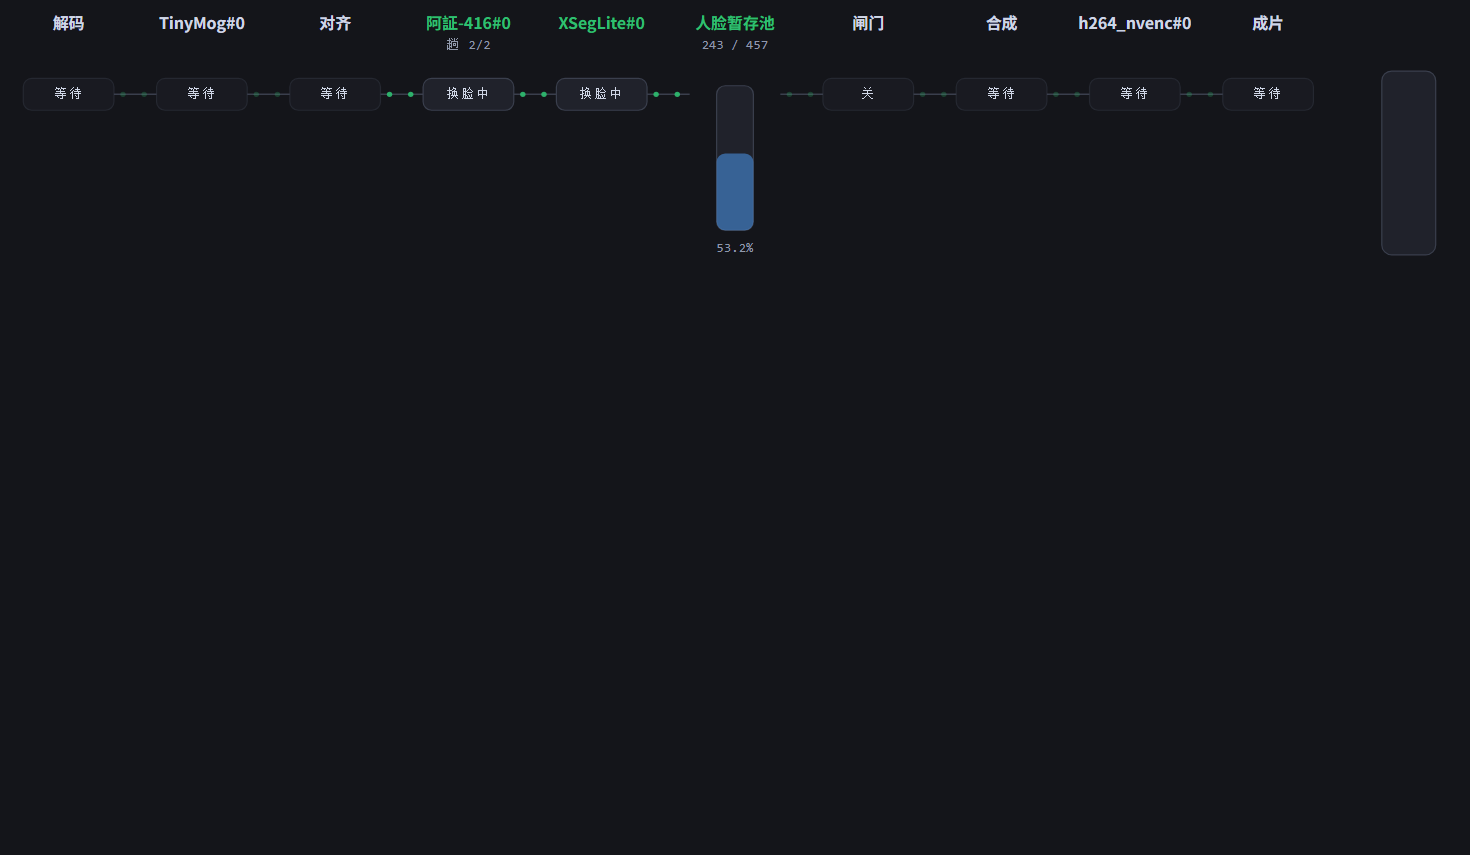 解码 TinyMog#0 对齐 阿証-416#0 XSegLite#0 人脸暂存池 闸门 合成 h264_nvenc#0 成片
趟 2/2 243 / 457
等待 等待 等待 换脸中 换脸中 关 等待 等待 等待
53.2%